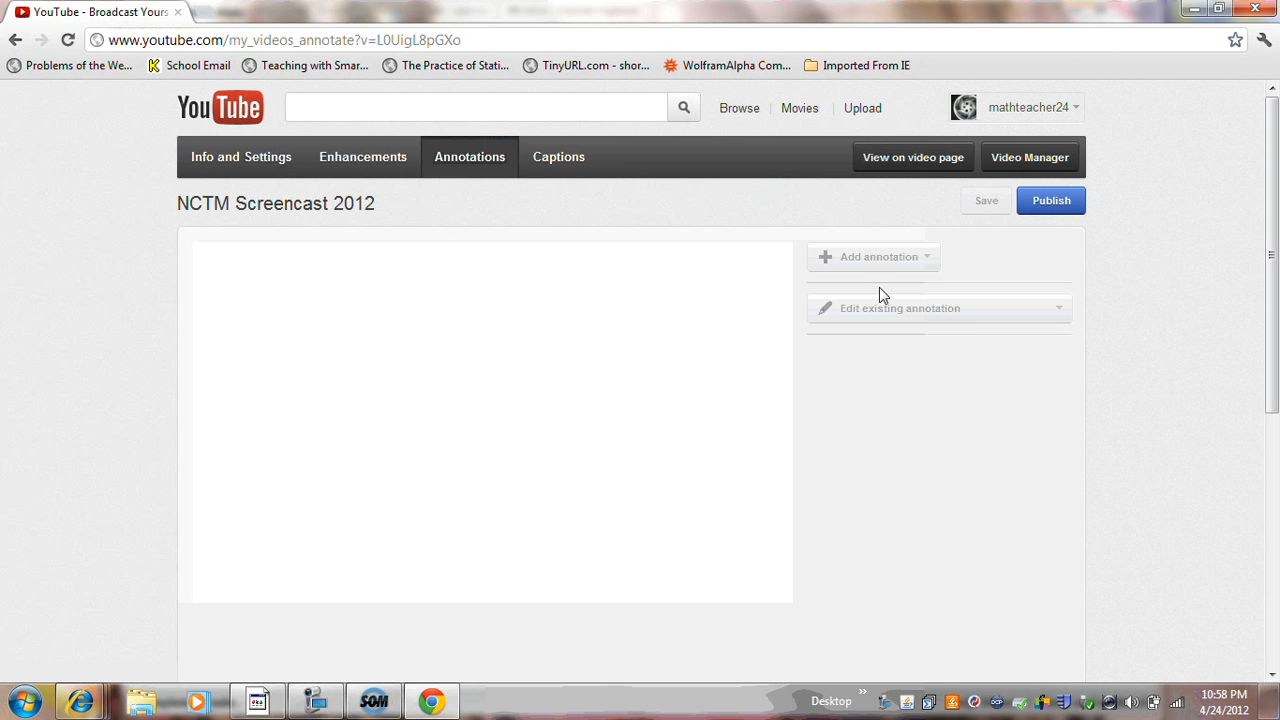 YouTube - Broadcast Yours
www.youtube.com/my_videos_annotate?v=L0UigL8pGXo
Problems of the We... School Email Teaching with Smar... The Practice of Stati... TinyURL.com - shor... WolframAlpha Com... Imported From IE
YouTube Browse Movies Upload mathteacher24
Info and Settings Enhancements Annotations Captions View on video page Video Manager
NCTM Screencast 2012 Save Publish
Add annotation
Edit existing annotation
SOM Desktop 10:58 PM
4/24/2012